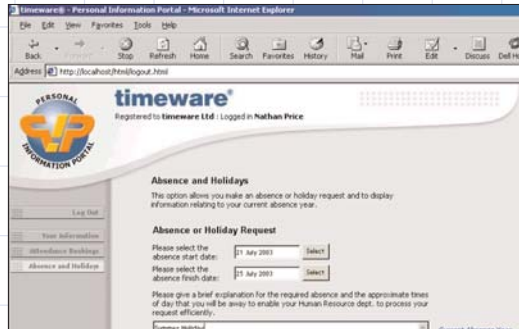 timeware® - Personal Information Portal - Microsoft Internet Explorer
File Edit View Favorites Tools Help
Back Stop Refresh Home Search Favorites History Mail Print Edit Discuss Dell H
Address http://localhost/html/logout.html
PERSONAL INFORMATION PORTAL
timeware®
Registered to timeware Ltd : Logged in Nathan Price
Log Out
Your Information
Attendance Bookings
Absence and Holidays
Absence and Holidays
This option allows you make an absence or holiday request and to display
information relating to your current absence year.
Absence or Holiday Request
Please select the
absence start date: 21 July 2003 Select
Please select the
absence finish date: 25 July 2003 Select
Please give a brief explanation for the required absence and the approximate times
of day that you will be away to enable your Human Resource dept. to process your
request efficiently.
Summer Holiday